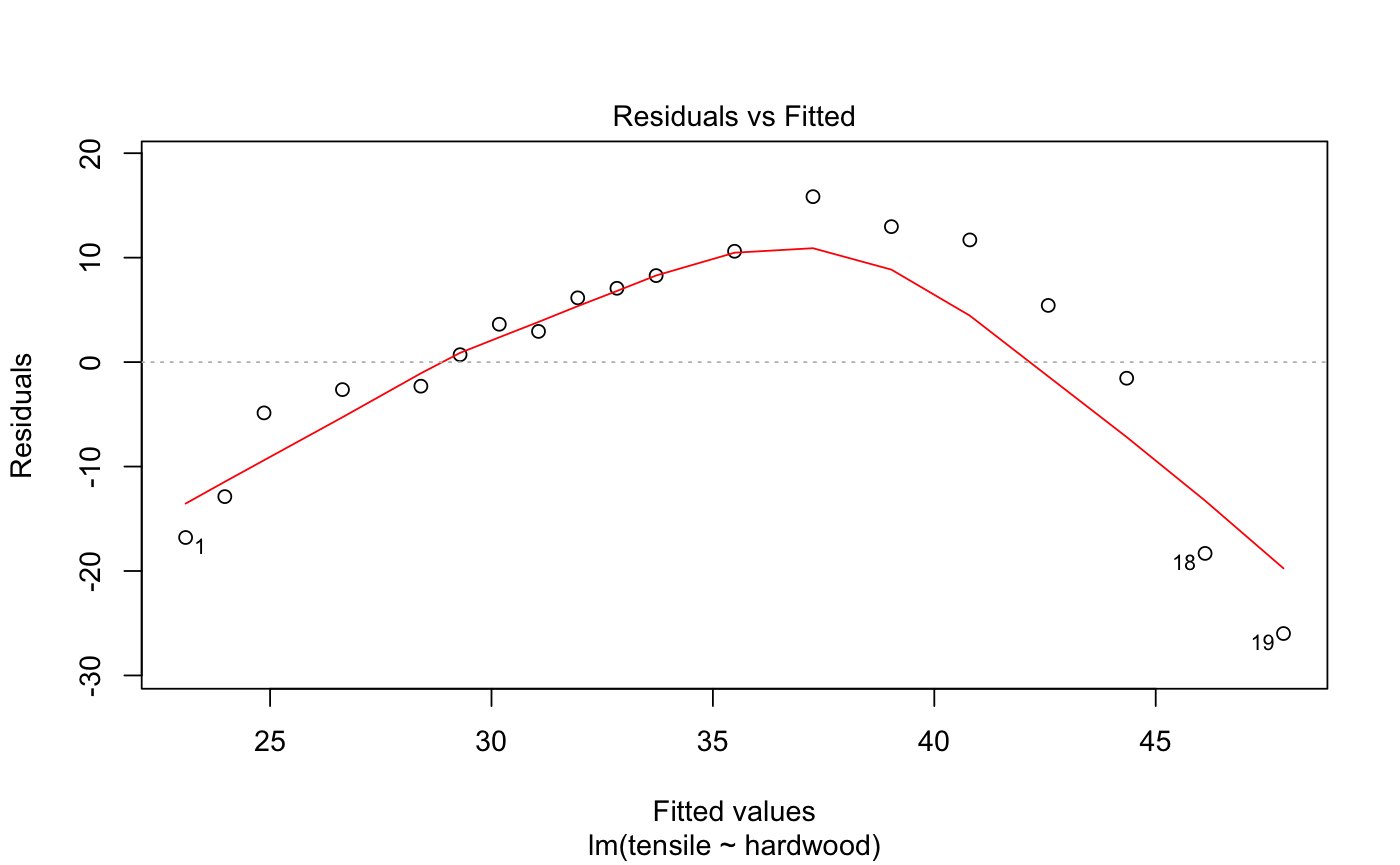 Residuals vs Fitted
20
10
0
-10
-20
-30
Residuals
1
18
19
25 30 35 40 45
Fitted values
lm(tensile ~ hardwood)